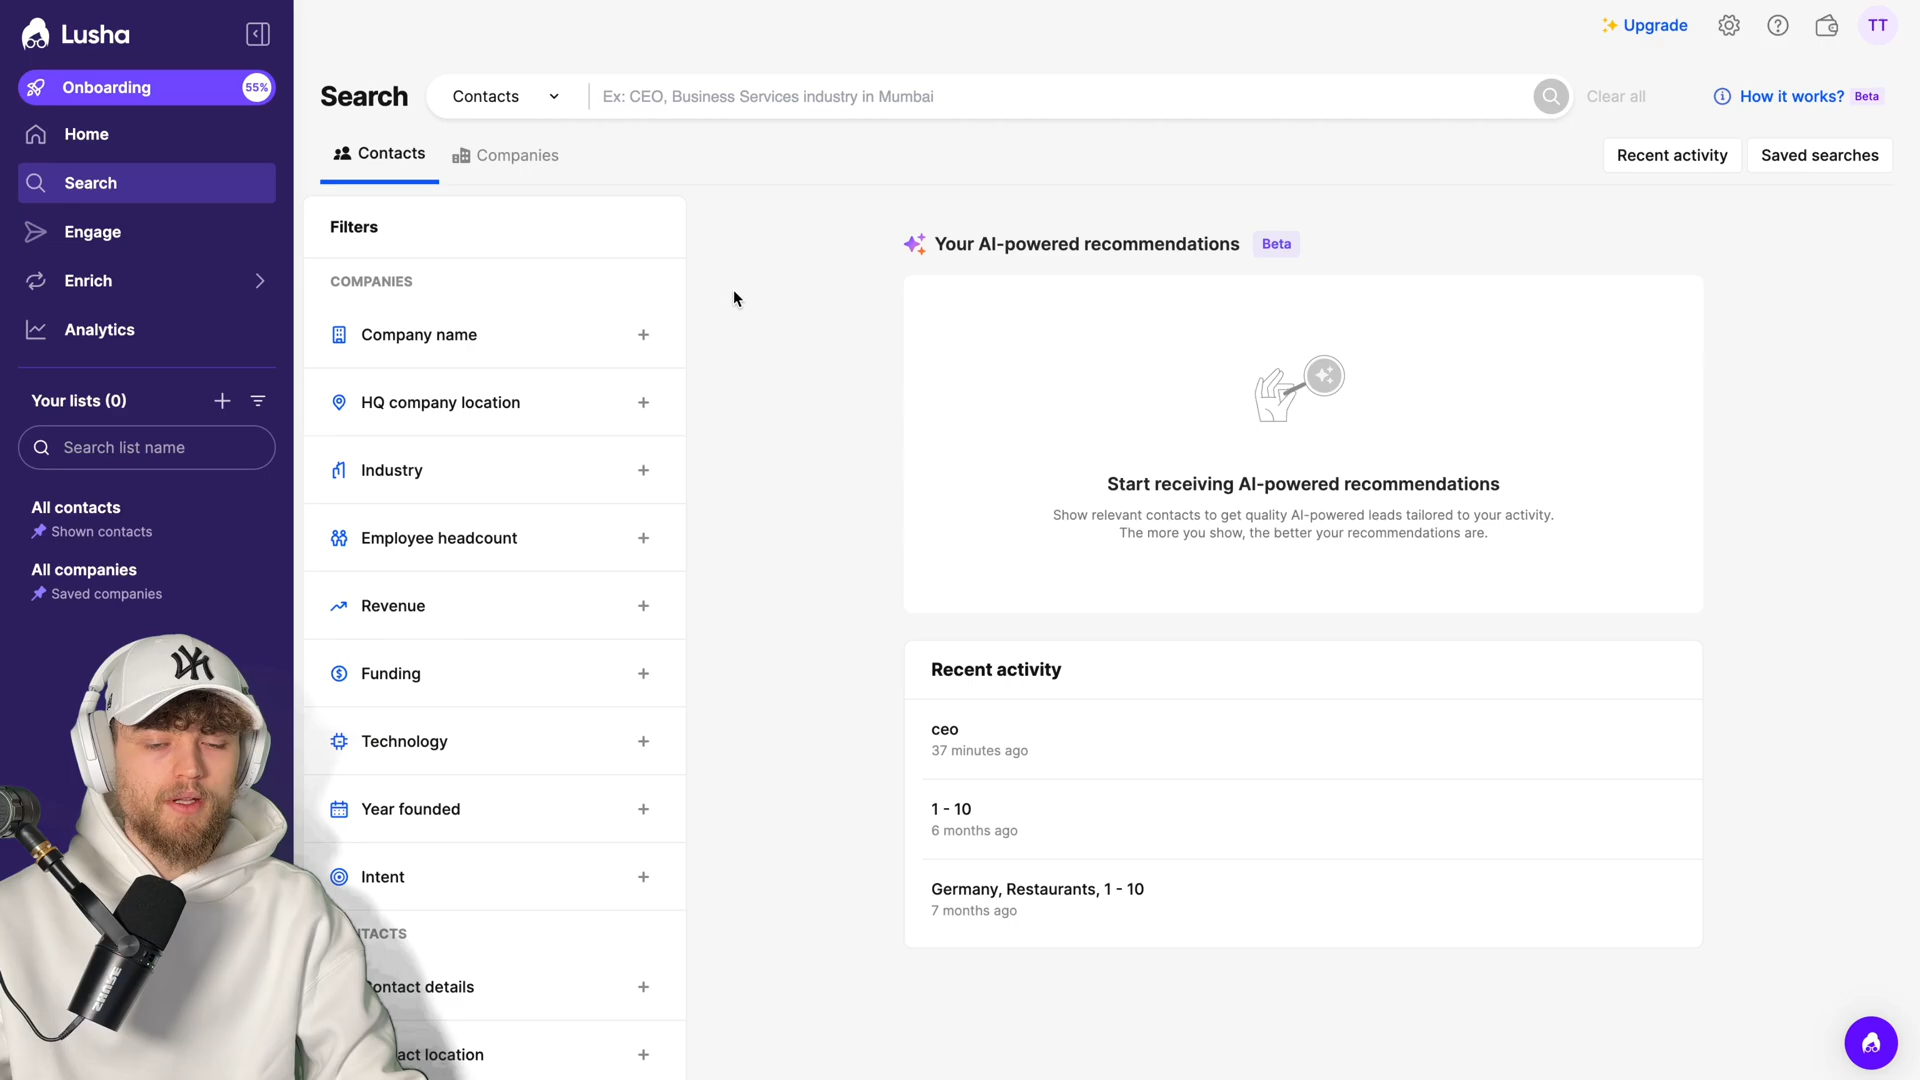 Lusha
Onboarding
55%
Home
Search
Engage
Enrich
Analytics
Your lists (0)
Search list name
All contacts
Shown contacts
All companies
Saved companies
Upgrade
TT
Search
Contacts
Ex: CEO, Business Services industry in Mumbai
Clear all
How it works?
Beta
Contacts
Companies
Recent activity
Saved searches
Filters
COMPANIES
Company name
HQ company location
Industry
Employee headcount
Revenue
Funding
Technology
Year founded
Intent
TACTS
ontact details
act location
Your AI-powered recommendations
Beta
Start receiving AI-powered recommendations
Show relevant contacts to get quality AI-powered leads tailored to your activity.
The more you show, the better your recommendations are.
Recent activity
ceo
37 minutes ago
1 - 10
6 months ago
Germany, Restaurants, 1 - 10
7 months ago
NY
SHURE